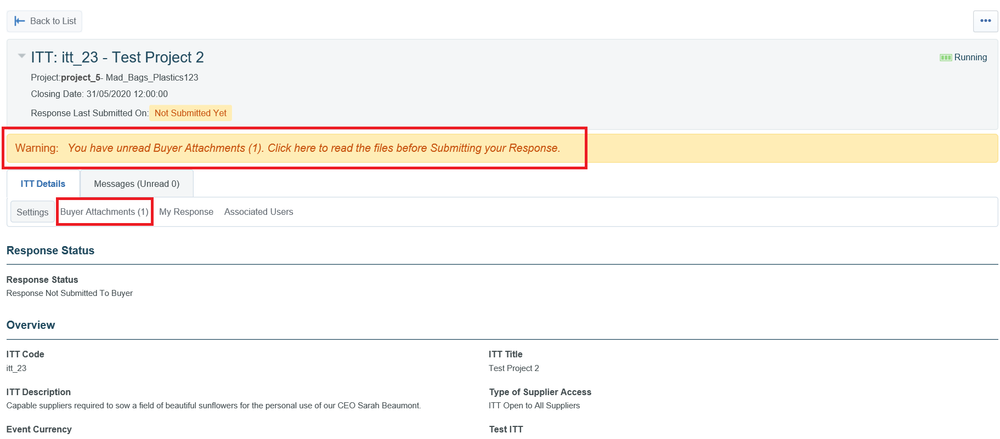 Back to List
ITT: itt_23 - Test Project 2
Running
Project:project_5- Mad_Bags_Plastics123
Closing Date: 31/05/2020 12:00:00
Response Last Submitted On: Not Submitted Yet
Warning: You have unread Buyer Attachments (1). Click here to read the files before Submitting your Response.
ITT Details Messages (Unread 0)
Settings Buyer Attachments (1) My Response Associated Users
Response Status
Response Status
Response Not Submitted To Buyer
Overview
ITT Code
itt_23
ITT Title
Test Project 2
ITT Description
Capable suppliers required to sow a field of beautiful sunflowers for the personal use of our CEO Sarah Beaumont.
Type of Supplier Access
ITT Open to All Suppliers
Event Currency
Test ITT